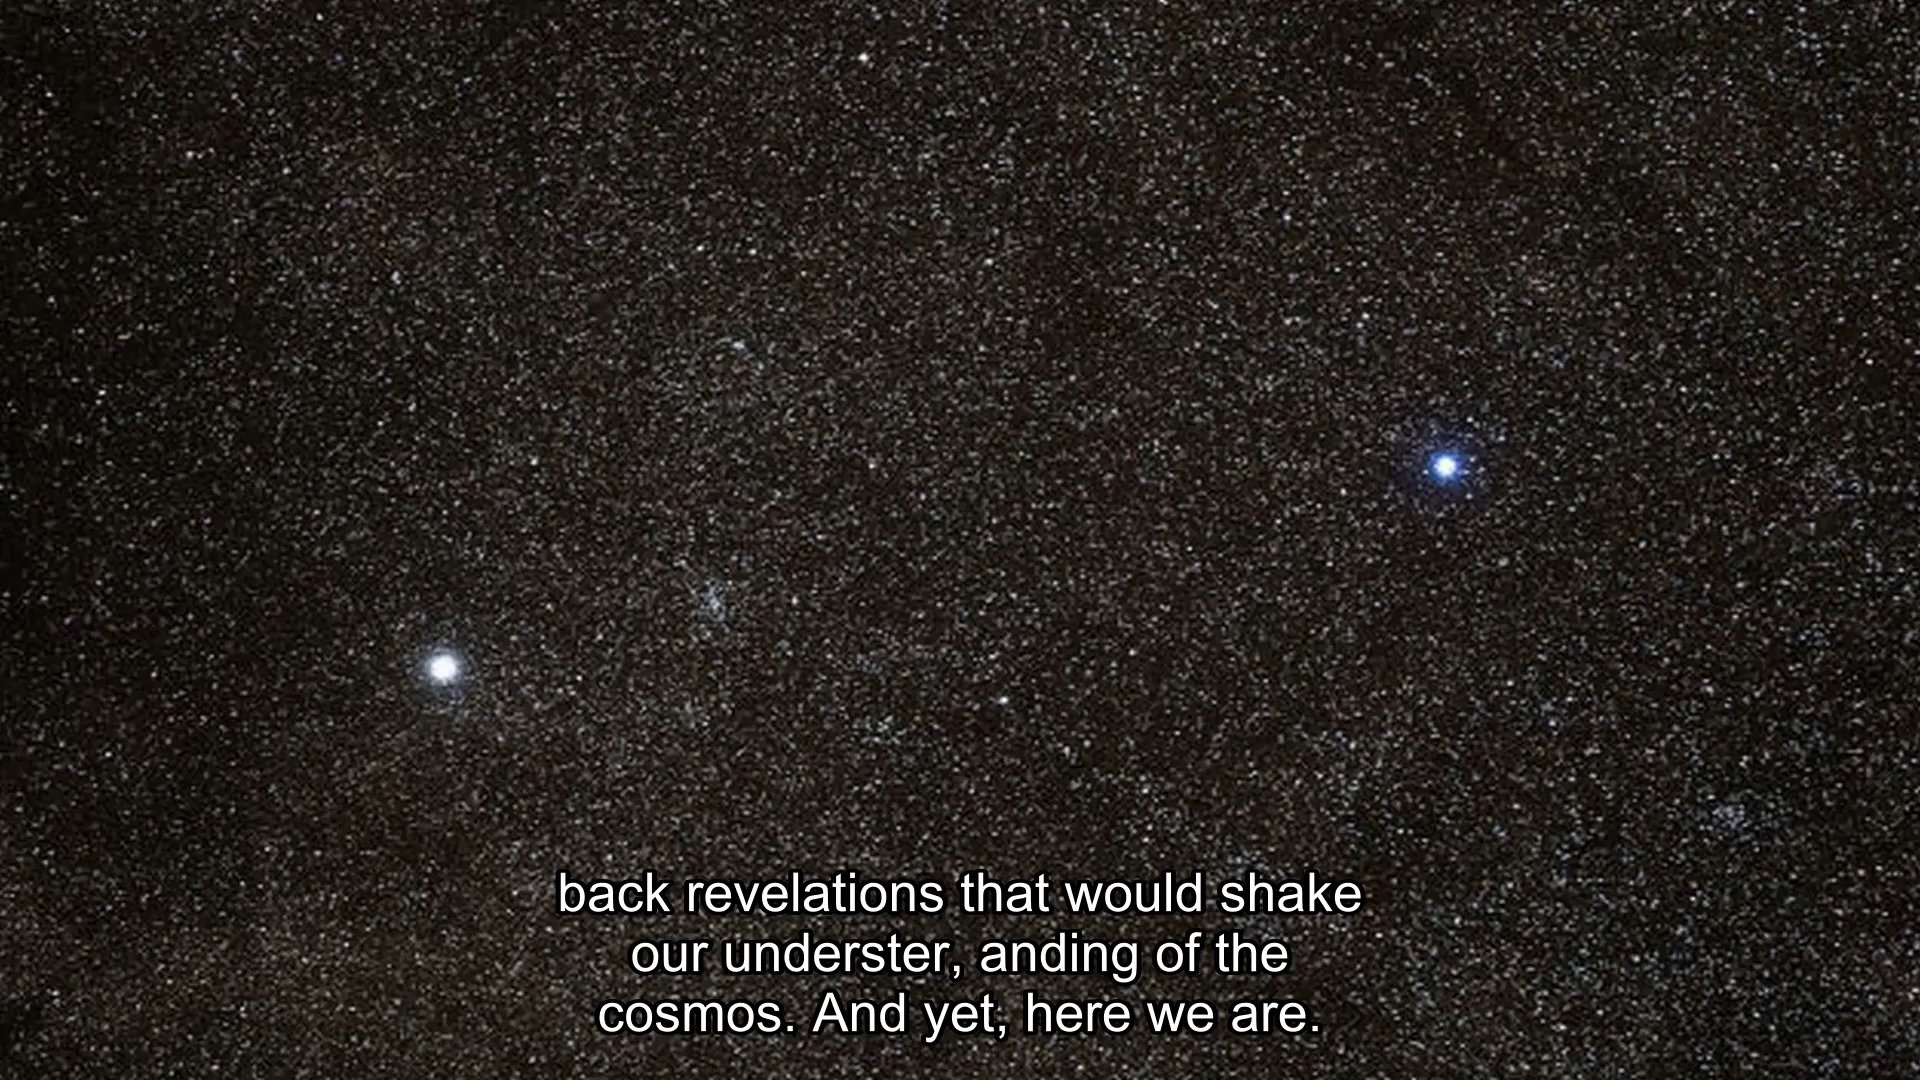 back revelations that would shake
our underster, anding of the
cosmos. And yet, here we are.